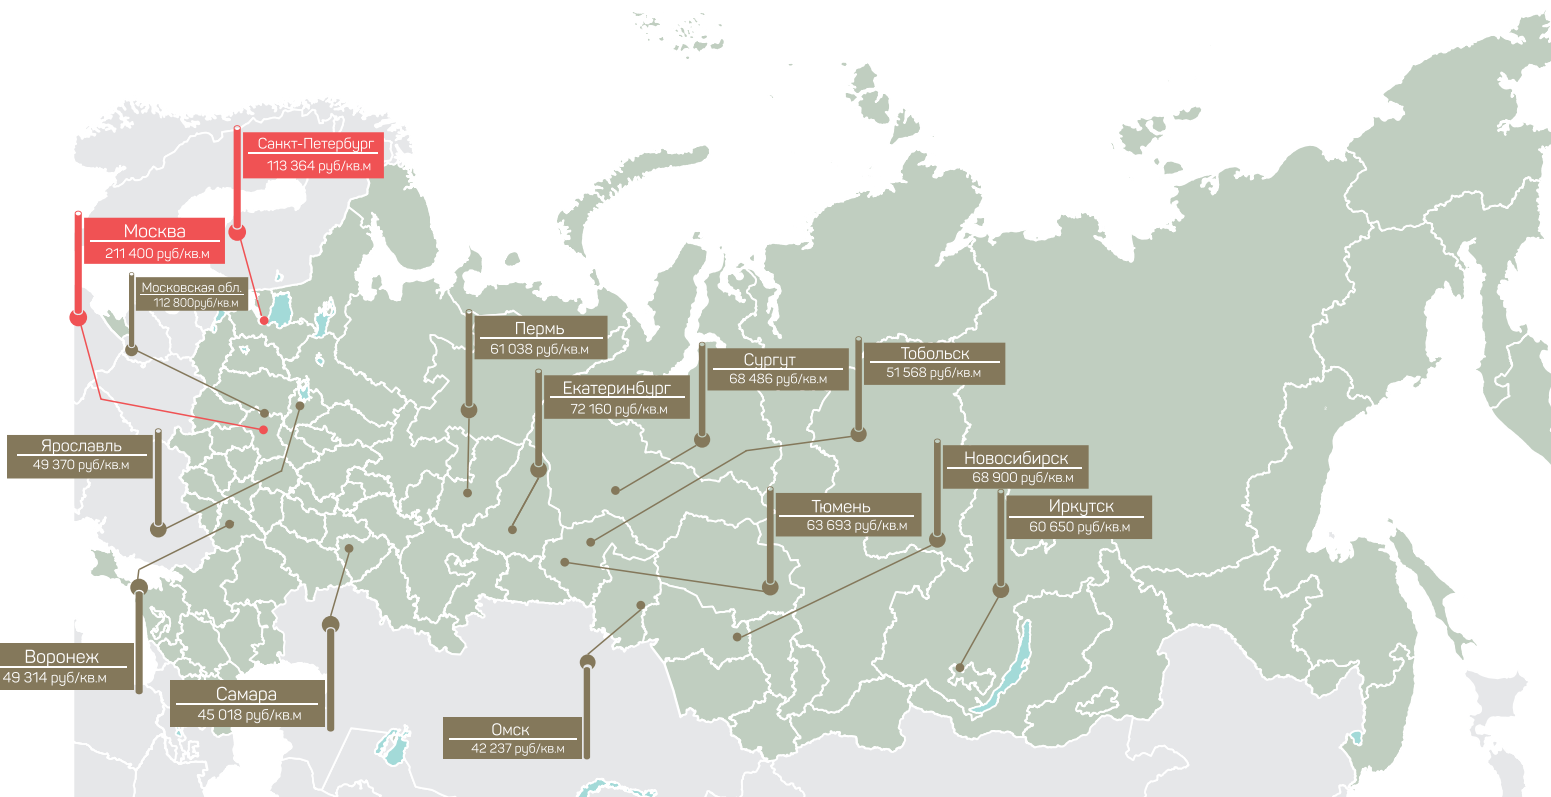 Санкт-Петербург
113 364 руб/кв.м
Москва
211 400 руб/кв.м
Московская обл.
112 800руб/кв.м
Пермь
61 038 руб/кв.м
Екатеринбург
72 160 руб/кв.м
Сургут
68 486 руб/кв.м
Тобольск
51 568 руб/кв.м
Ярославль
49 370 руб/кв.м
Новосибирск
68 900 руб/кв.м
Тюмень
63 693 руб/кв.м
Иркутск
60 650 руб/кв.м
Воронеж
49 314 руб/кв.м
Самара
45 018 руб/кв.м
Омск
42 237 руб/кв.м